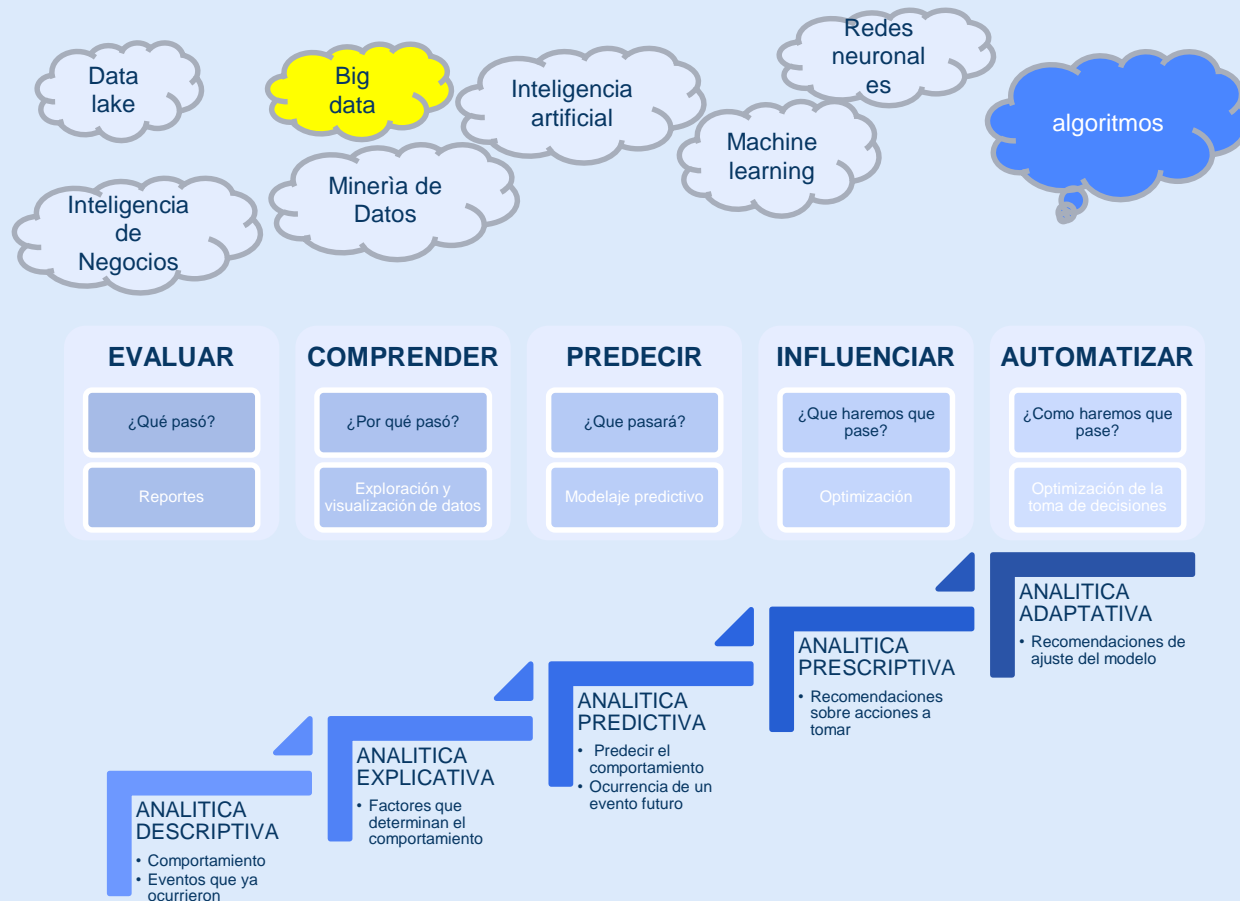 Data
lake
Big
data
Inteligencia
artificial
Redes
neuronal
es
algoritmos
Machine
learning
Minerìa de
Datos
Inteligencia
de
Negocios
EVALUAR
¿Qué pasó?
Reportes
COMPRENDER
¿Por qué pasó?
Exploración y
visualización de datos
PREDECIR
¿Que pasará?
Modelaje predictivo
INFLUENCIAR
¿Que haremos que
pase?
Optimización
AUTOMATIZAR
¿Como haremos que
pase?
Optimización de la
toma de decisiones
ANALITICA
DESCRIPTIVA
• Comportamiento
• Eventos que ya
ocurrieron
ANALITICA
EXPLICATIVA
• Factores que
determinan el
comportamiento
ANALITICA
PREDICTIVA
• Predecir el
comportamiento
• Ocurrencia de un
evento futuro
ANALITICA
PRESCRIPTIVA
• Recomendaciones
sobre acciones a
tomar
ANALITICA
ADAPTATIVA
• Recomendaciones de
ajuste del modelo